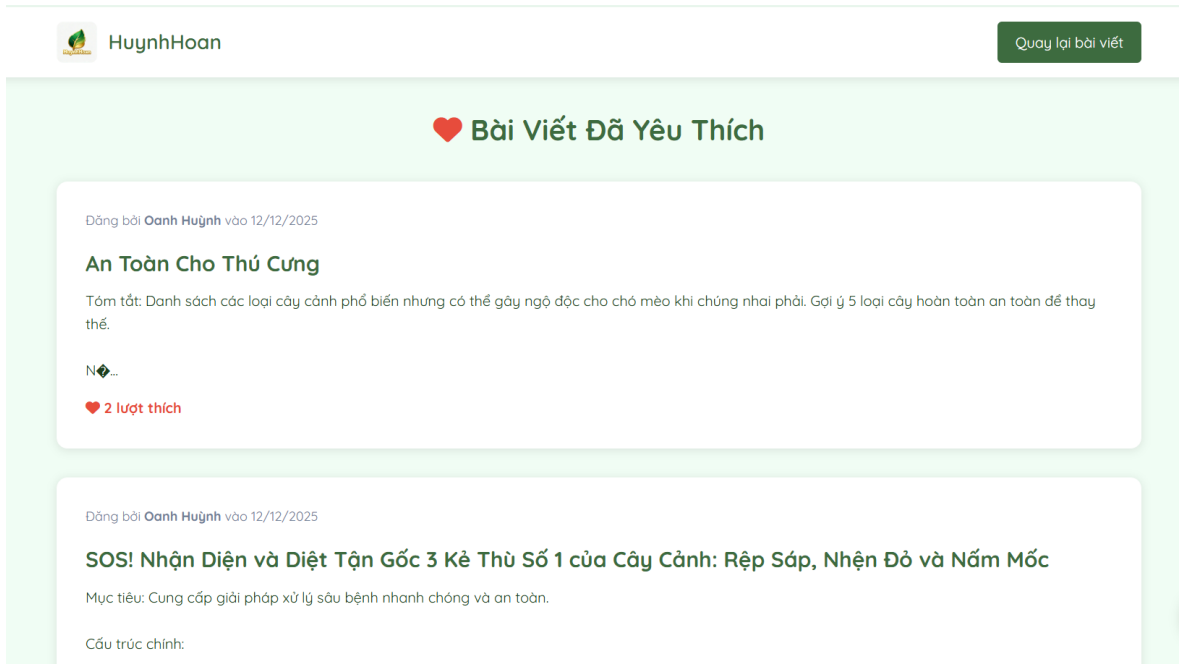 HuynhHoan
Quay lại bài viết
Bài Viết Đã Yêu Thích
Đăng bởi Oanh Huỳnh vào 12/12/2025
An Toàn Cho Thú Cưng
Tóm tắt: Danh sách các loại cây cảnh phổ biến nhưng có thể gây ngộ độc cho chó mèo khi chúng nhai phải. Gợi ý 5 loại cây hoàn toàn an toàn để thay
thế.
N�...
2 lượt thích
Đăng bởi Oanh Huỳnh vào 12/12/2025
SOS! Nhận Diện và Diệt Tận Gốc 3 Kẻ Thù Số 1 của Cây Cảnh: Rệp Sáp, Nhện Đỏ và Nấm Mốc
Mục tiêu: Cung cấp giải pháp xử lý sâu bệnh nhanh chóng và an toàn.
Cấu trúc chính: